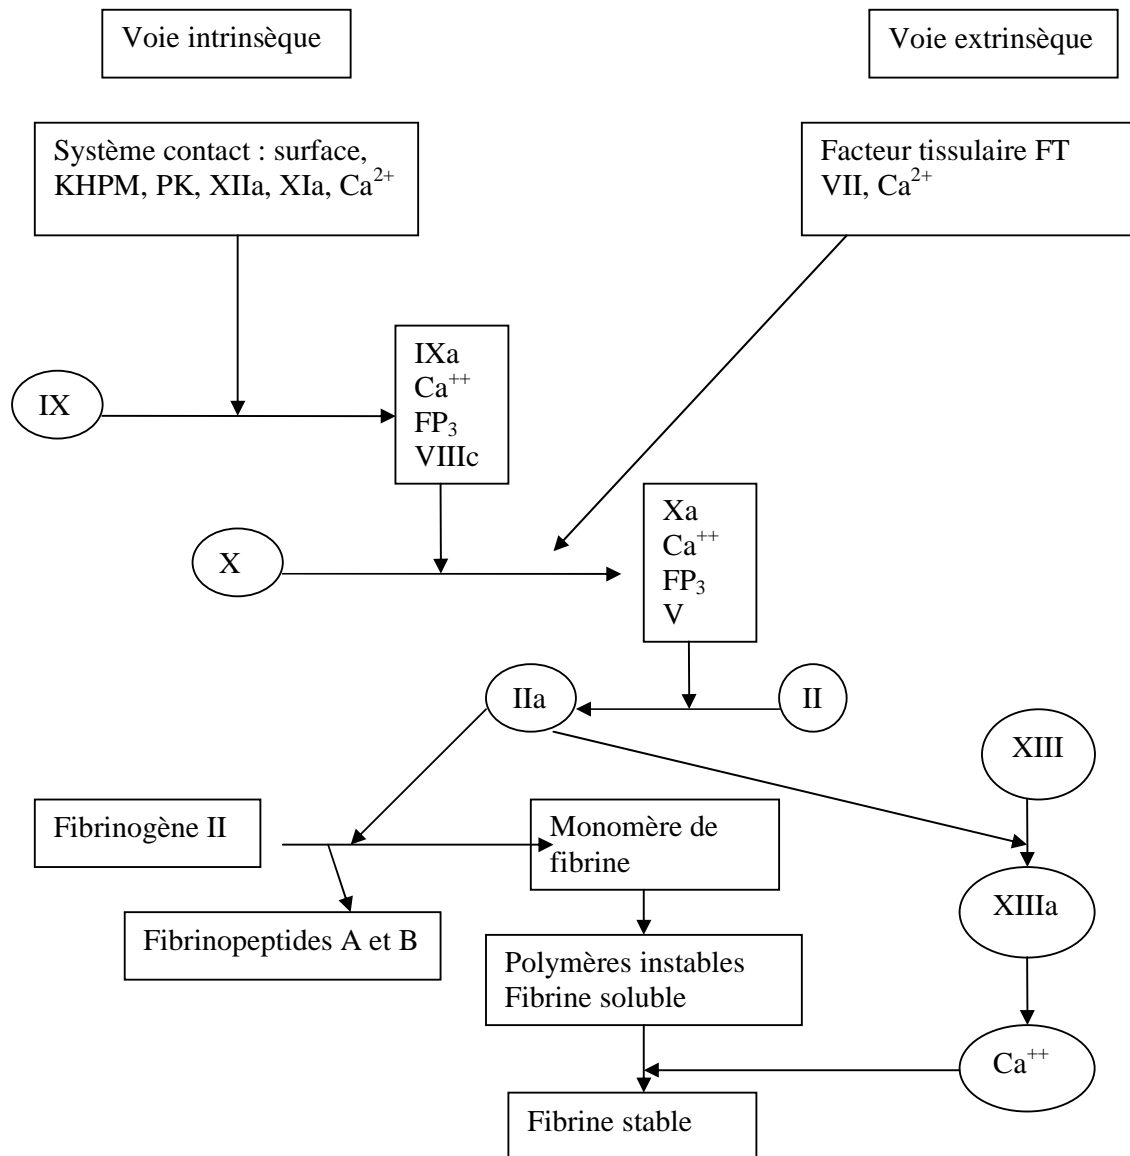 Voie intrinsèque
Voie extrinsèque
Système contact : surface,
KHPM, PK, XIIa, XIa, Ca²⁺
Facteur tissulaire FT
VII, Ca²⁺
IX
IXa
Ca⁺⁺
FP₃
VIIIc
X
Xa
Ca⁺⁺
FP₃
V
IIa
II
XIII
Fibrinogène II
Monomère de
fibrine
XIIIa
Fibrinopeptides A et B
Polymères instables
Fibrine soluble
Ca⁺⁺
Fibrine stable